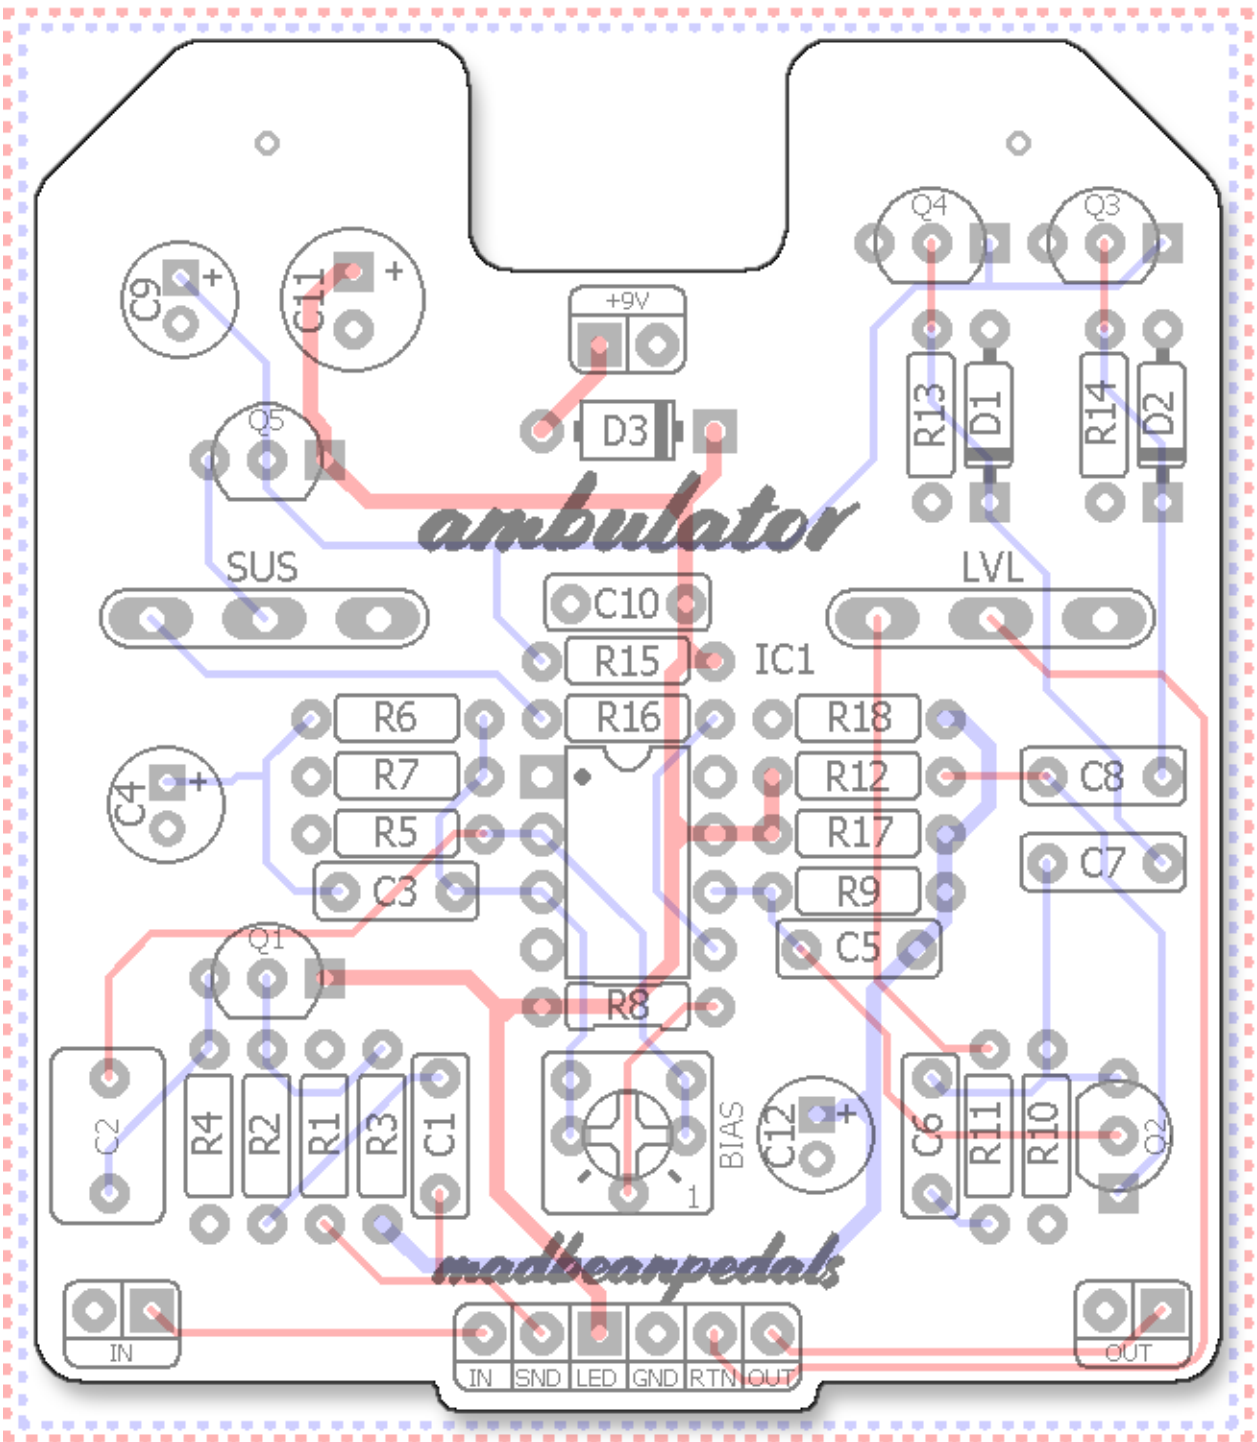 Q4 Q3
C9 + C11 +
+9V
Q5 D3 R13 D1 R14 D2
ambulator
SUS LVL
C10
R15 IC1
R6 R16 R18
C4 + R7 R12 C8
R5 R17 C7
C3 R9
Q1 C5
R8
C2 R4 R2 R1 R3 C1 BIAS C12 + C6 R11 R10 Q2
1
madbeanpedals
IN OUT
IN SND LED GND RTN OUT